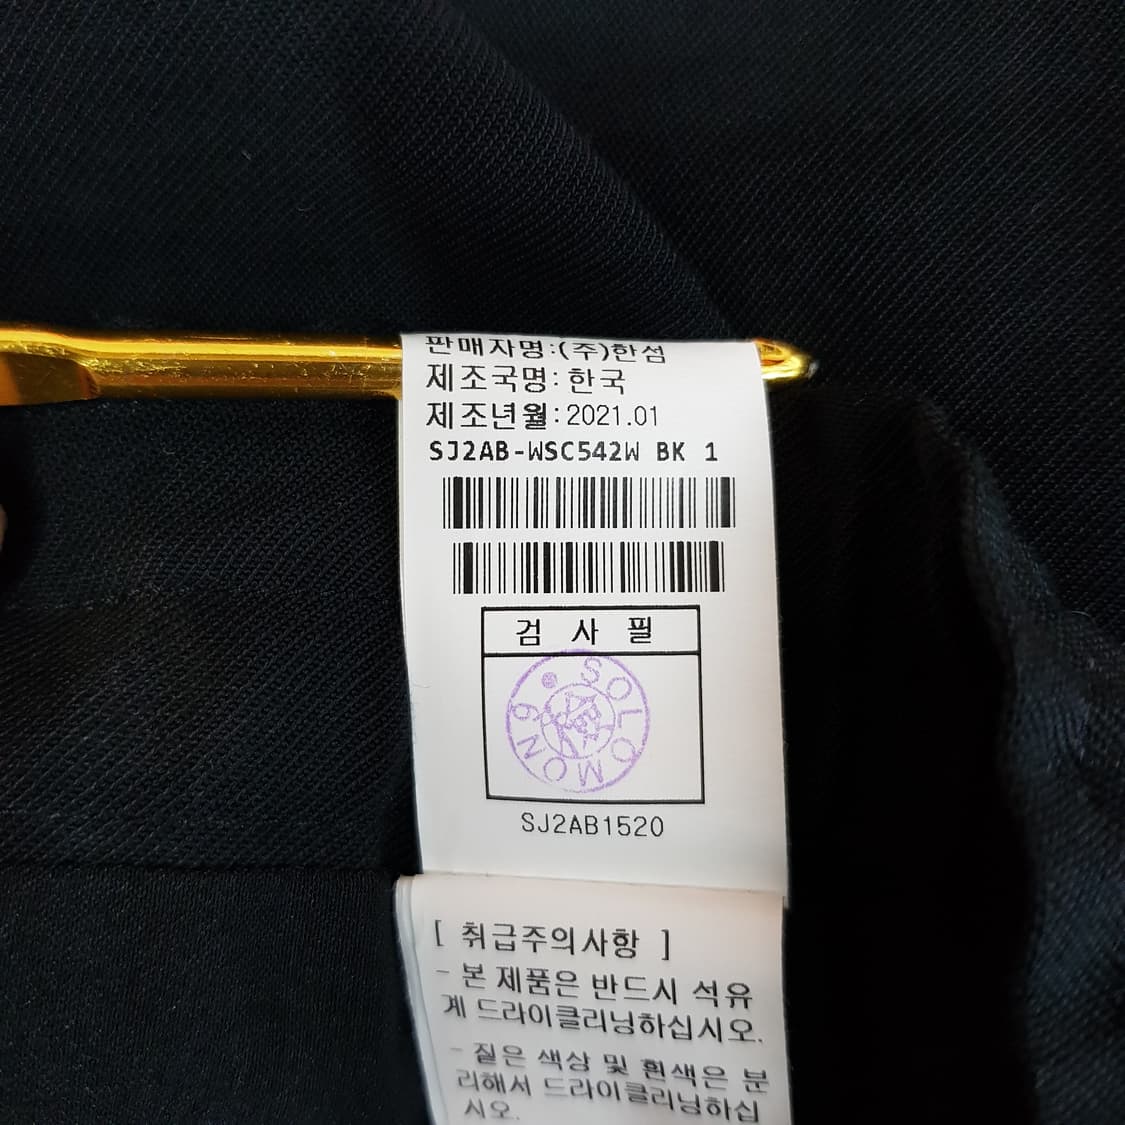 판매자명:(주)한섬
제조국명: 한국
제조년월: 2021.01
SJ2AB-WSC542W BK 1
검 사 필
SOLOMON 6
SJ2AB1520
[ 취급주의사항 ]
- 본 제품은 반드시 석유
계 드라이클리닝하십시오.
- 짙은 색상 및 흰색은 분
리해서 드라이클리닝하십
시오.